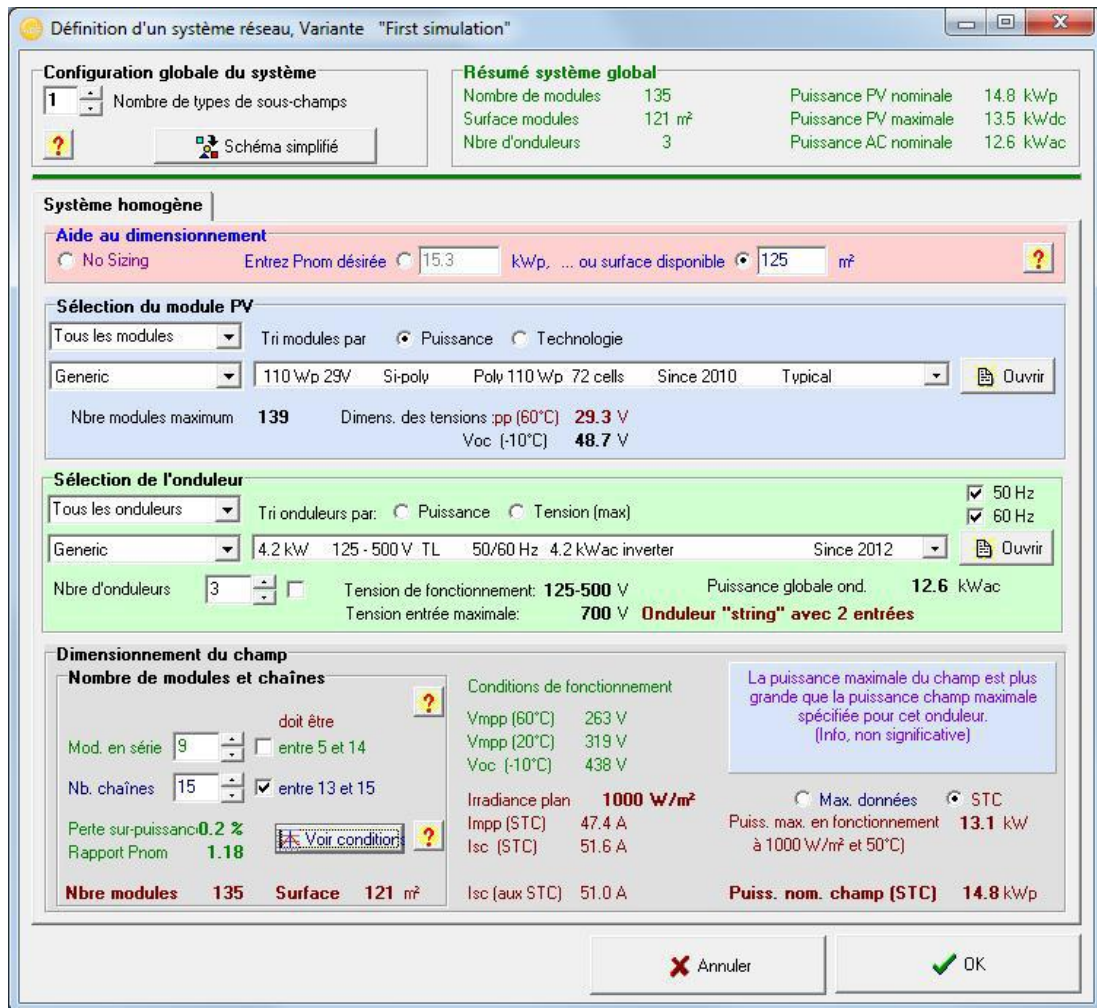 Définition d'un système réseau, Variante "First simulation"
Configuration globale du système
1 Nombre de types de sous-champs
? Schéma simplifié
Résumé système global
Nombre de modules 135 Puissance PV nominale 14.8 kWp
Surface modules 121 m² Puissance PV maximale 13.5 kWdc
Nbre d'onduleurs 3 Puissance AC nominale 12.6 kWac
Système homogène
Aide au dimensionnement
No Sizing Entrez Pnom désirée 15.3 kWp, ... ou surface disponible 125 m² ?
Sélection du module PV
Tous les modules Tri modules par Puissance Technologie
Generic 110 Wp 29V Si-poly Poly 110 Wp 72 cells Since 2010 Typical Ouvrir
Nbre modules maximum 139 Dimens. des tensions :pp (60°C) 29.3 V
Voc (-10°C) 48.7 V
Sélection de l'onduleur
50 Hz
Tous les onduleurs Tri onduleurs par: Puissance Tension (max) 60 Hz
Generic 4.2 kW 125 - 500 V TL 50/60 Hz 4.2 kWac inverter Since 2012 Ouvrir
Nbre d'onduleurs 3 Tension de fonctionnement: 125-500 V Puissance globale ond. 12.6 kWac
Tension entrée maximale: 700 V Onduleur "string" avec 2 entrées
Dimensionnement du champ
Nombre de modules et chaînes
?
doit être
Mod. en série 9 entre 5 et 14
Nb. chaînes 15 entre 13 et 15
Perte sur-puissanc 0.2 % Voir condition ?
Rapport Pnom 1.18
Nbre modules 135 Surface 121 m²
Conditions de fonctionnement
Vmpp (60°C) 263 V
Vmpp (20°C) 319 V
Voc (-10°C) 438 V
Irradiance plan 1000 W/m²
Impp (STC) 47.4 A
Isc (STC) 51.6 A
Isc (aux STC) 51.0 A
La puissance maximale du champ est plus
grande que la puissance champ maximale
spécifiée pour cet onduleur.
(Info, non significative)
Max. données STC
Puiss. max. en fonctionnement 13.1 kW
à 1000 W/m² et 50°C)
Puiss. nom. champ (STC) 14.8 kWp
Annuler OK